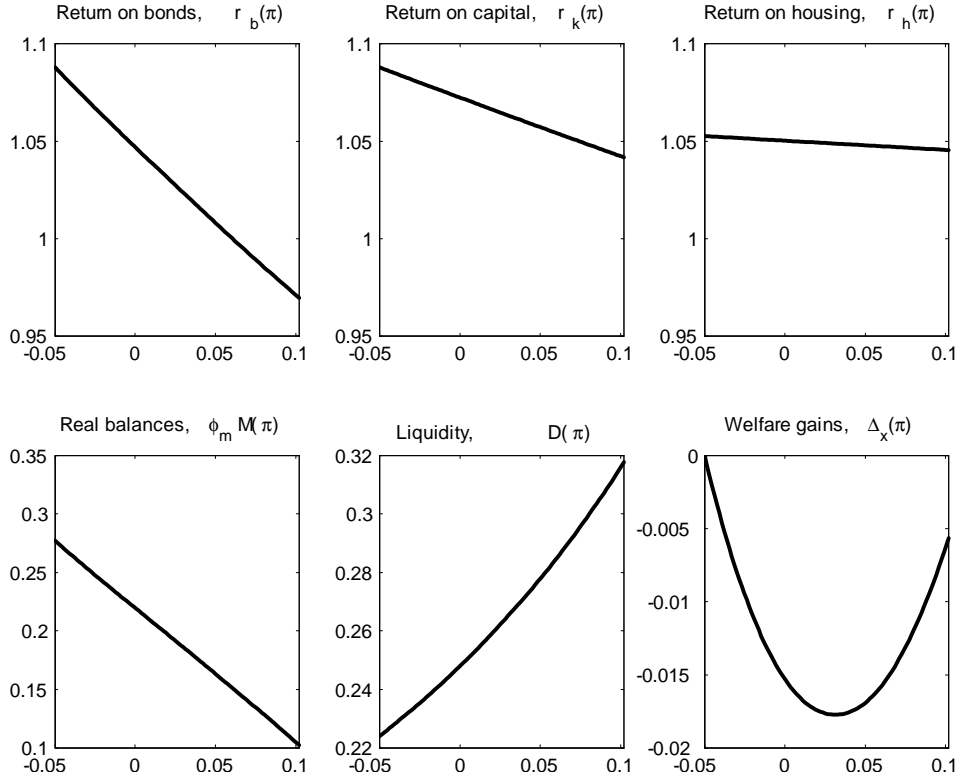 Return on bonds, r_b(π)
Return on capital, r_k(π)
Return on housing, r_h(π)
1.1
1.05
1
0.95
-0.05 0 0.05 0.1
1.1
1.05
1
0.95
-0.05 0 0.05 0.1
1.1
1.05
1
0.95
-0.05 0 0.05 0.1
Real balances, ϕ_m M(π)
Liquidity, D(π)
Welfare gains, Δ_x(π)
0.35
0.3
0.25
0.2
0.15
0.1
-0.05 0 0.05 0.1
0.32
0.3
0.28
0.26
0.24
0.22
-0.05 0 0.05 0.1
0
-0.005
-0.01
-0.015
-0.02
-0.05 0 0.05 0.1